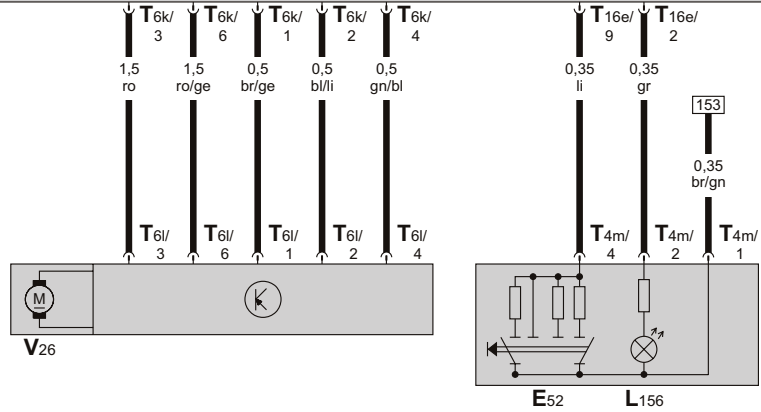 T6k/3 T6k/6 T6k/1 T6k/2 T6k/4 T16e/9 T16e/2
1,5 ro
1,5 ro/ge
0,5 br/ge
0,5 bl/li
0,5 gn/bl
0,35 li
0,35 gr
153
0,35 br/gn
T6l/3 T6l/6 T6l/1 T6l/2 T6l/4 T4m/4 T4m/2 T4m/1
M
V26
E52 L156